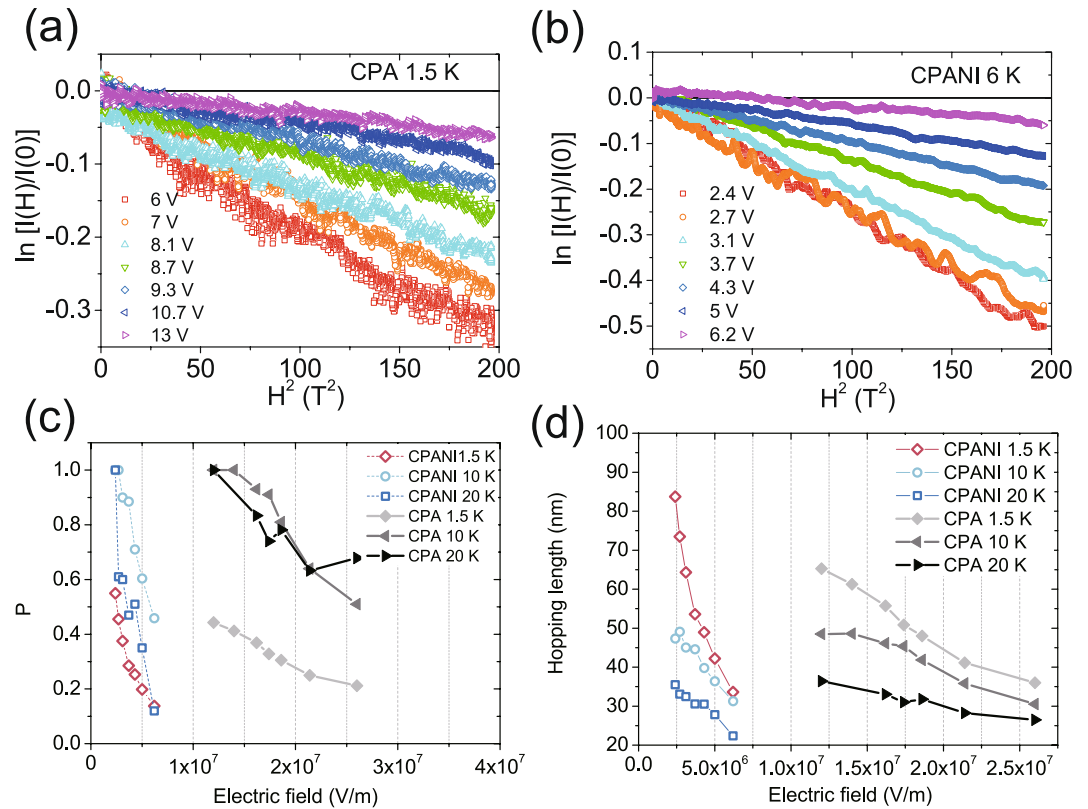 (a)
CPA 1.5 K
ln [I(H)/I(0)]
0.0
-0.1
-0.2
-0.3
6 V
7 V
8.1 V
8.7 V
9.3 V
10.7 V
13 V
0 50 100 150 200
H² (T²)
(b)
CPANI 6 K
ln [I(H)/I(0)]
0.1
0.0
-0.1
-0.2
-0.3
-0.4
-0.5
2.4 V
2.7 V
3.1 V
3.7 V
4.3 V
5 V
6.2 V
0 50 100 150 200
H² (T²)
(c)
P
1.0
0.8
0.6
0.4
0.2
0.0
CPANI1.5 K
CPANI 10 K
CPANI 20 K
CPA 1.5 K
CPA 10 K
CPA 20 K
0 1x10⁷ 2x10⁷ 3x10⁷ 4x10⁷
Electric field (V/m)
(d)
Hopping length (nm)
100
90
80
70
60
50
40
30
20
CPANI 1.5 K
CPANI 10 K
CPANI 20 K
CPA 1.5 K
CPA 10 K
CPA 20 K
0.0 5.0x10⁶ 1.0x10⁷ 1.5x10⁷ 2.0x10⁷ 2.5x10⁷
Electric field (V/m)